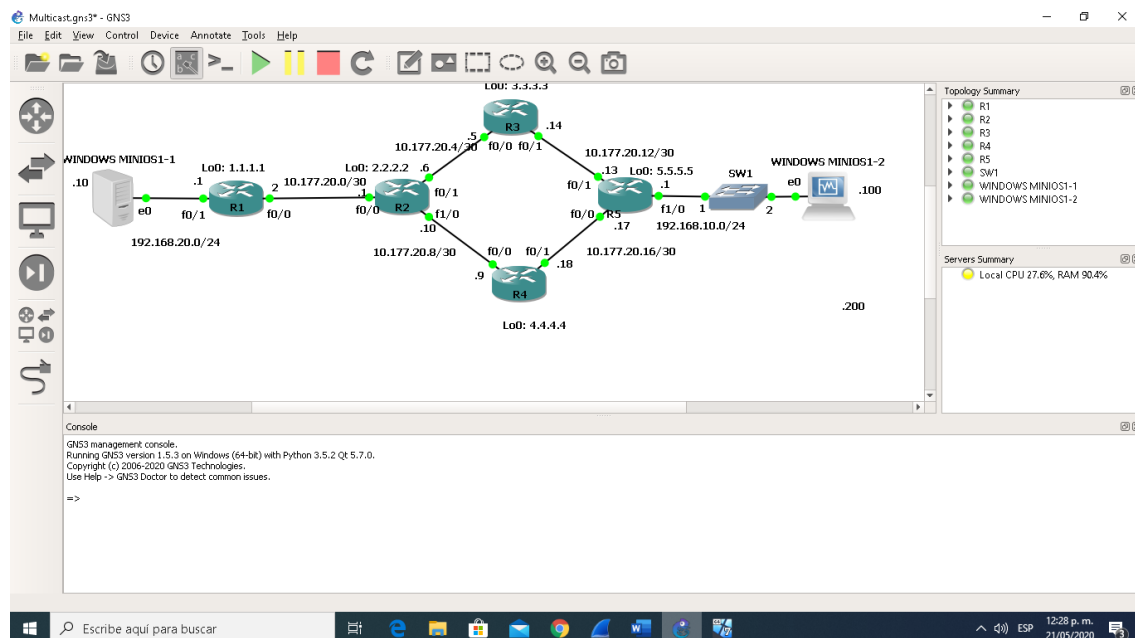 Multicast.gns3* - GNS3
File Edit View Control Device Annotate Tools Help
Lo0: 3.3.3.3
R3
.14
.5
10.177.20.4/30
f0/0 f0/1
10.177.20.12/30
WINDOWS MINIOS1-1
Lo0: 1.1.1.1
Lo0: 2.2.2.2
.6
.13
Lo0: 5.5.5.5
WINDOWS MINIOS1-2
.10
.1
2
10.177.20.0/30
.1
f0/1
f0/1
.1
SW1
e0
.100
e0
f0/1
R1
f0/0
f0/0
R2
f1/0
f0/0
R5
f1/0
1
2
192.168.20.0/24
.10
.17
192.168.10.0/24
10.177.20.8/30
f0/0
f0/1
10.177.20.16/30
.9
.18
R4
.200
Lo0: 4.4.4.4
Topology Summary
R1
R2
R3
R4
R5
SW1
WINDOWS MINIOS1-1
WINDOWS MINIOS1-2
Servers Summary
Local CPU 27.6%, RAM 90.4%
Console
GNS3 management console.
Running GNS3 version 1.5.3 on Windows (64-bit) with Python 3.5.2 Qt 5.7.0.
Copyright (c) 2006-2020 GNS3 Technologies.
Use Help -> GNS3 Doctor to detect common issues.
=>
Escribe aquí para buscar
ESP
12:28 p. m.
21/05/2020
3